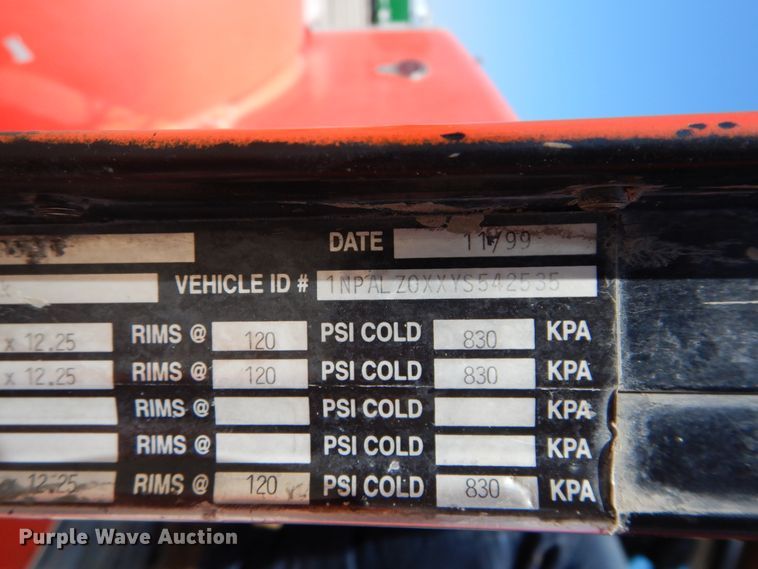 DATE 11/99
VEHICLE ID # 1NPALZ0XXYS542535
x 12.25 RIMS @ 120 PSI COLD 830 KPA
x 12.25 RIMS @ 120 PSI COLD 830 KPA
RIMS @ PSI COLD KPA
RIMS @ PSI COLD KPA
12.25 RIMS @ 120 PSI COLD 830 KPA
Purple Wave Auction